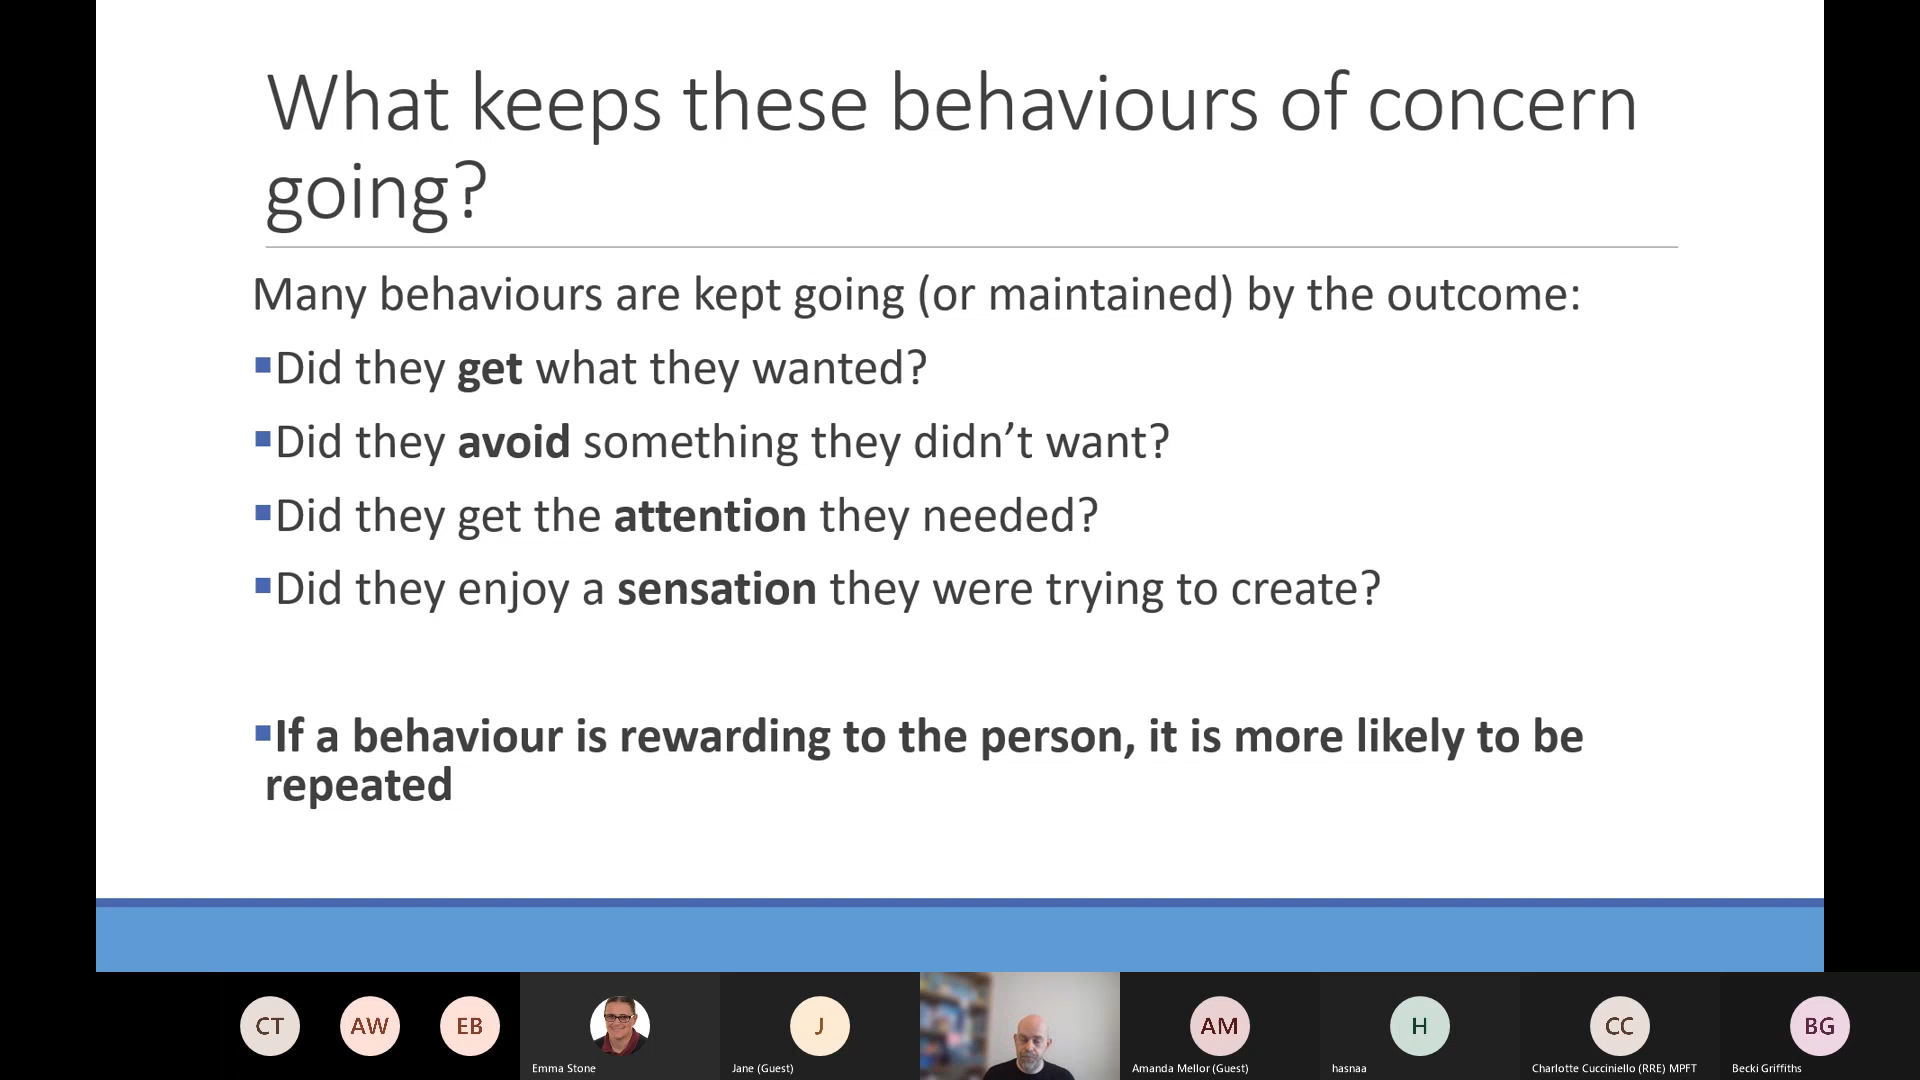 What keeps these behaviours of concern
going?
Many behaviours are kept going (or maintained) by the outcome:
▪Did they get what they wanted?
▪Did they avoid something they didn’t want?
▪Did they get the attention they needed?
▪Did they enjoy a sensation they were trying to create?
▪If a behaviour is rewarding to the person, it is more likely to be
repeated
CT
AW
EB
Emma Stone
J
Jane (Guest)
AM
Amanda Mellor (Guest)
H
hasnaa
CC
Charlotte Cucciniello (RRE) MPFT
BG
Becki Griffiths